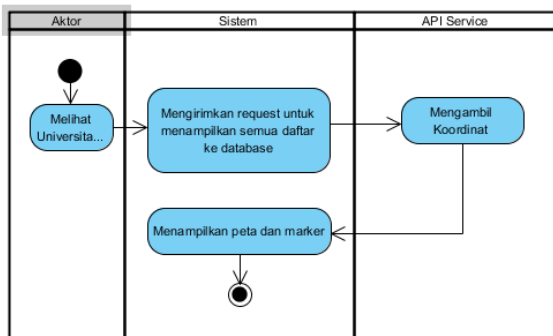 Aktor
Sistem
API Service
Melihat
Universita...
Mengirimkan request untuk
menampilkan semua daftar
ke database
Mengambil
Koordinat
Menampilkan peta dan marker